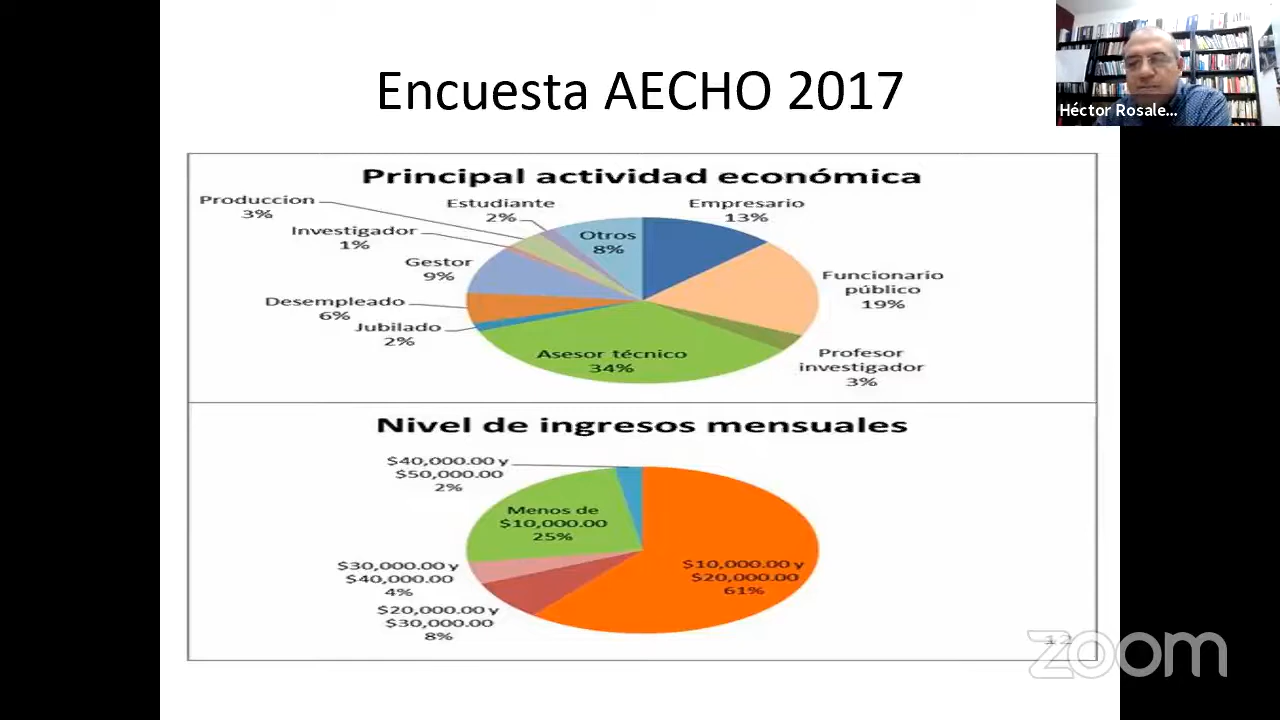 Encuesta AECHO 2017
Héctor Rosale...
Principal actividad económica
Produccion
3%
Investigador
1%
Gestor
9%
Desempleado
6%
Jubilado
2%
Estudiante
2%
Otros
8%
Empresario
13%
Funcionario
público
19%
Profesor
investigador
3%
Asesor técnico
34%
Nivel de ingresos mensuales
$40,000.00 y
$50,000.00
2%
Menos de
$10,000.00
25%
$30,000.00 y
$40,000.00
4%
$20,000.00 y
$30,000.00
8%
$10,000.00 y
$20,000.00
61%
12
zoom